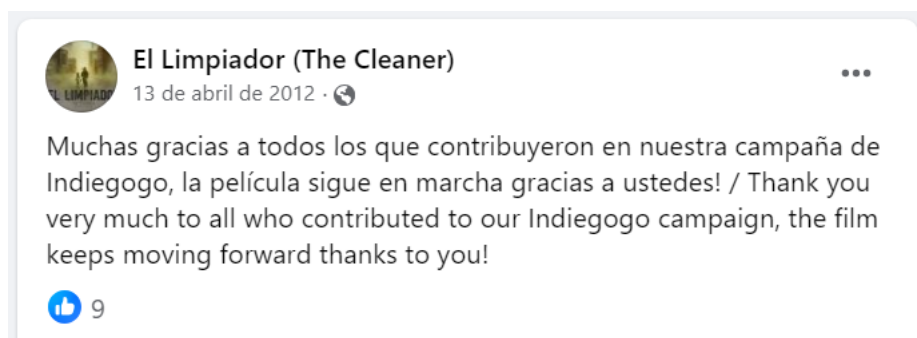 El Limpiador (The Cleaner)
13 de abril de 2012 ·
Muchas gracias a todos los que contribuyeron en nuestra campaña de
Indiegogo, la película sigue en marcha gracias a ustedes! / Thank you
very much to all who contributed to our Indiegogo campaign, the film
keeps moving forward thanks to you!
9
EL LIMPIADOR